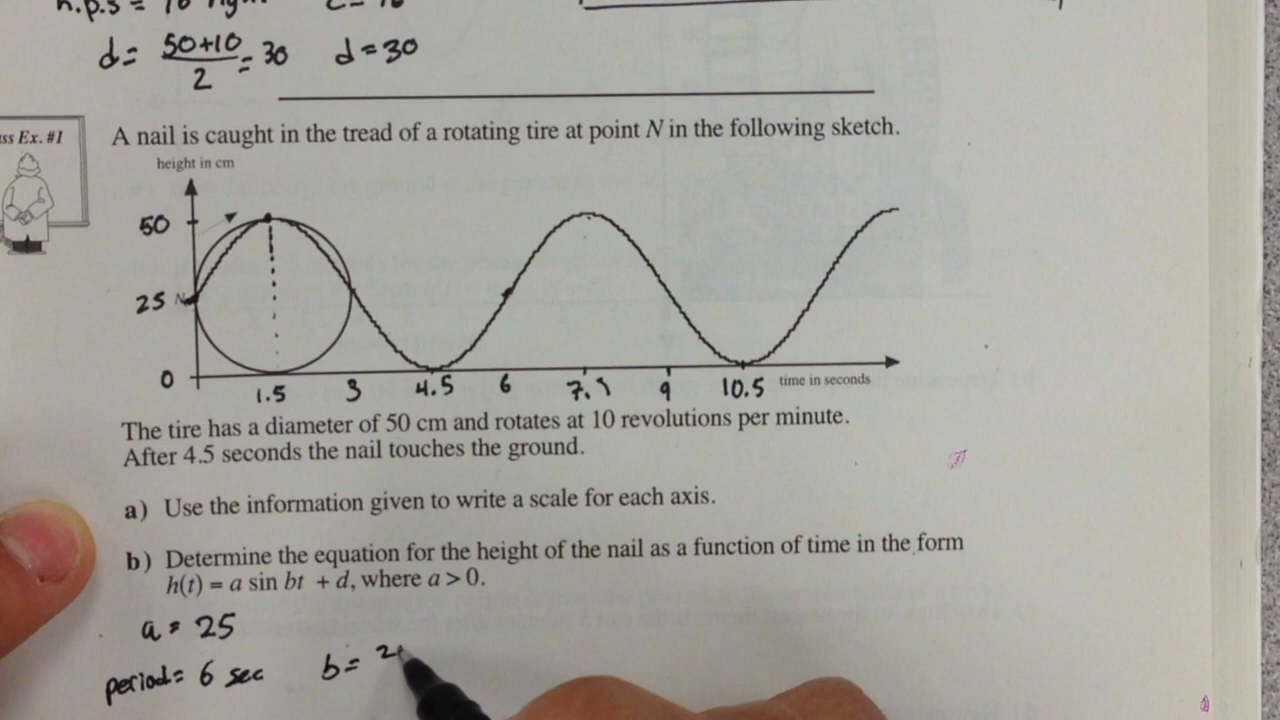 d = 50+10 / 2 = 30 d = 30
ss Ex. #1
A nail is caught in the tread of a rotating tire at point N in the following sketch.
height in cm
50
25 N
0
1.5 3 4.5 6 7.5 9 10.5 time in seconds
The tire has a diameter of 50 cm and rotates at 10 revolutions per minute.
After 4.5 seconds the nail touches the ground.
a) Use the information given to write a scale for each axis.
b) Determine the equation for the height of the nail as a function of time in the form
h(t) = a sin bt + d, where a > 0.
a = 25
period = 6 sec b = 2